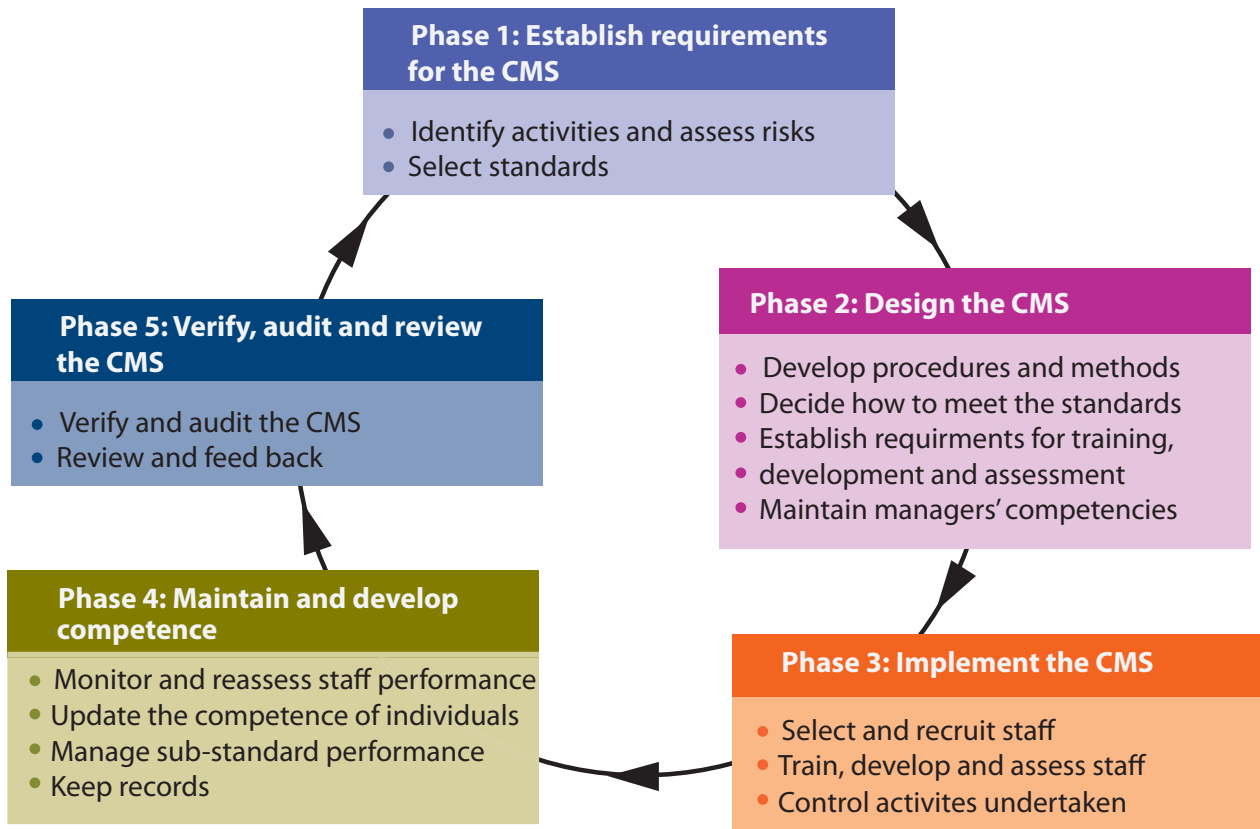 Phase 1: Establish requirements
for the CMS
• Identify activities and assess risks
• Select standards
Phase 2: Design the CMS
• Develop procedures and methods
• Decide how to meet the standards
• Establish requirments for training,
• development and assessment
• Maintain managers’ competencies
Phase 3: Implement the CMS
• Select and recruit staff
• Train, develop and assess staff
• Control activites undertaken
Phase 4: Maintain and develop
competence
• Monitor and reassess staff performance
• Update the competence of individuals
• Manage sub-standard performance
• Keep records
Phase 5: Verify, audit and review
the CMS
• Verify and audit the CMS
• Review and feed back